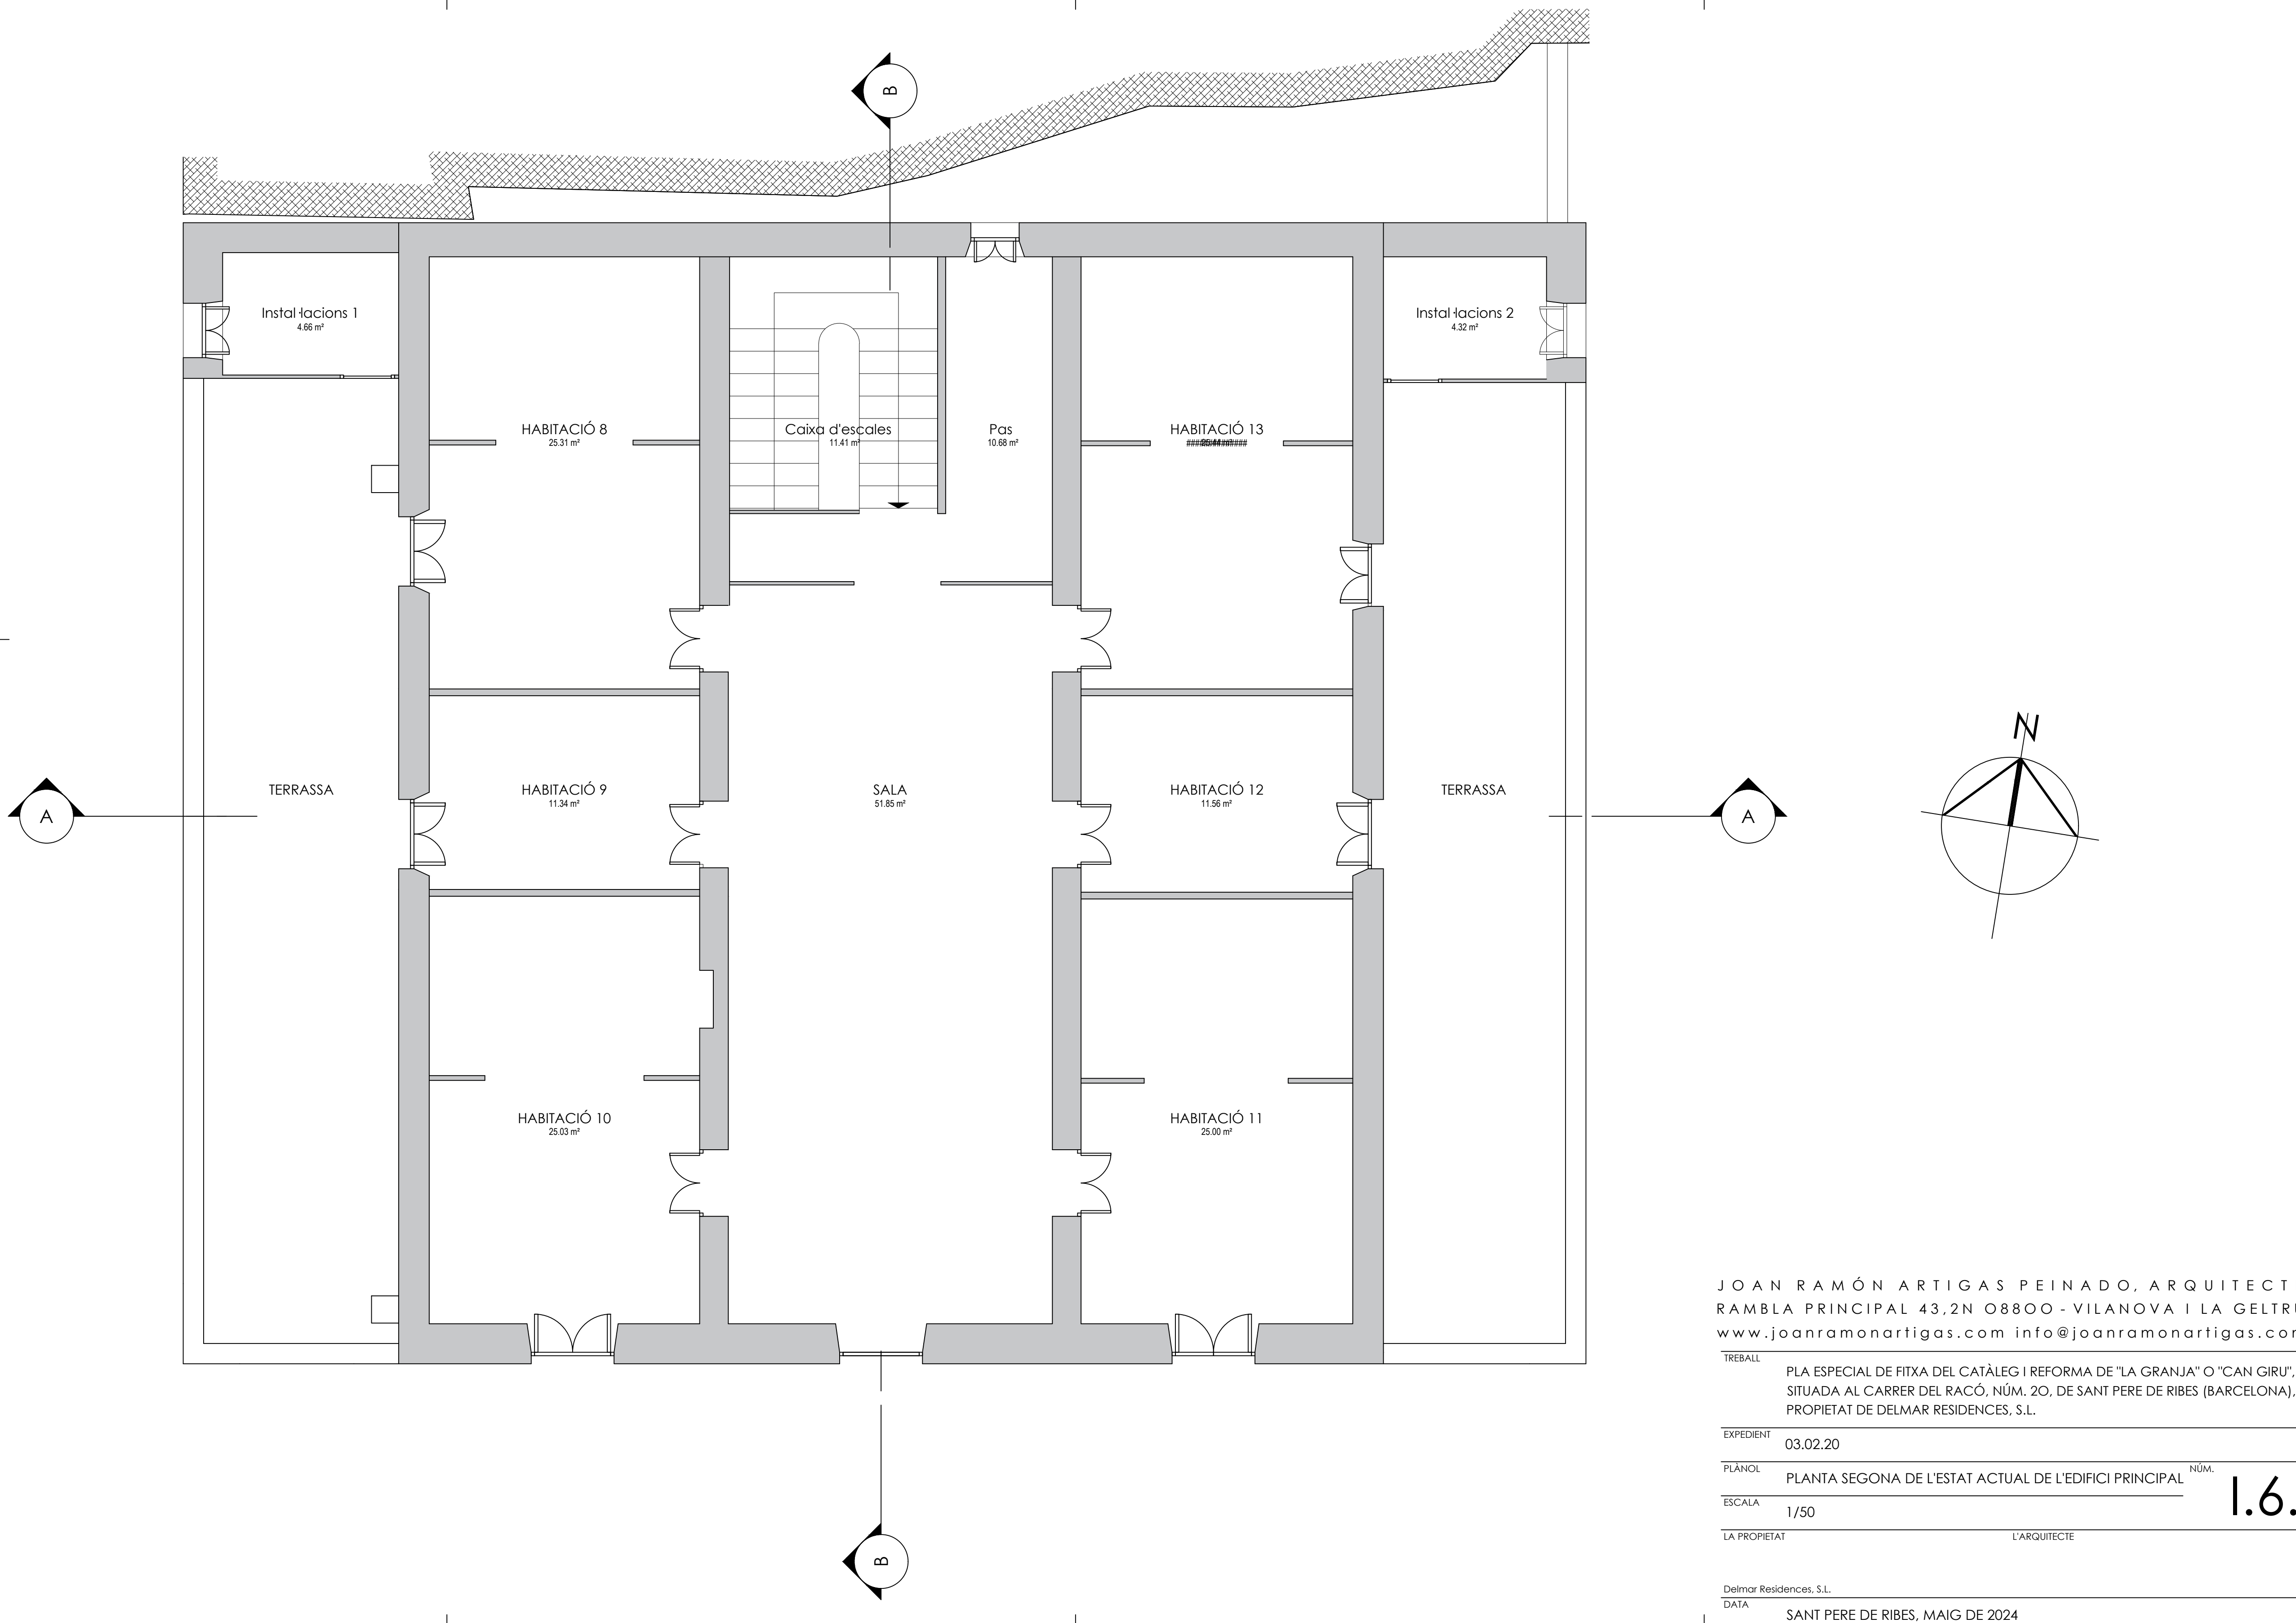 B
Instal·lacions 1
4.66 m²
Instal·lacions 2
4.32 m²
HABITACIÓ 8
25.31 m²
Caixa d'escales
11.41 m²
Pas
10.68 m²
HABITACIÓ 13
N
TERRASSA
HABITACIÓ 9
11.34 m²
SALA
51.85 m²
HABITACIÓ 12
11.56 m²
TERRASSA
A
A
HABITACIÓ 10
25.03 m²
HABITACIÓ 11
25.00 m²
B
JOAN RAMÓN ARTIGAS PEINADO, ARQUITECT
RAMBLA PRINCIPAL 43,2N 08800 - VILANOVA I LA GELTRU
www.joanramonartigas.com info@joanramonartigas.com
TREBALL
PLA ESPECIAL DE FITXA DEL CATÀLEG I REFORMA DE "LA GRANJA" O "CAN GIRU",
SITUADA AL CARRER DEL RACÓ, NÚM. 20, DE SANT PERE DE RIBES (BARCELONA),
PROPIETAT DE DELMAR RESIDENCES, S.L.
EXPEDIENT
03.02.20
PLÀNOL
PLANTA SEGONA DE L'ESTAT ACTUAL DE L'EDIFICI PRINCIPAL
NÚM.
I.6.
ESCALA
1/50
LA PROPIETAT
L'ARQUITECTE
Delmar Residences, S.L.
DATA
SANT PERE DE RIBES, MAIG DE 2024